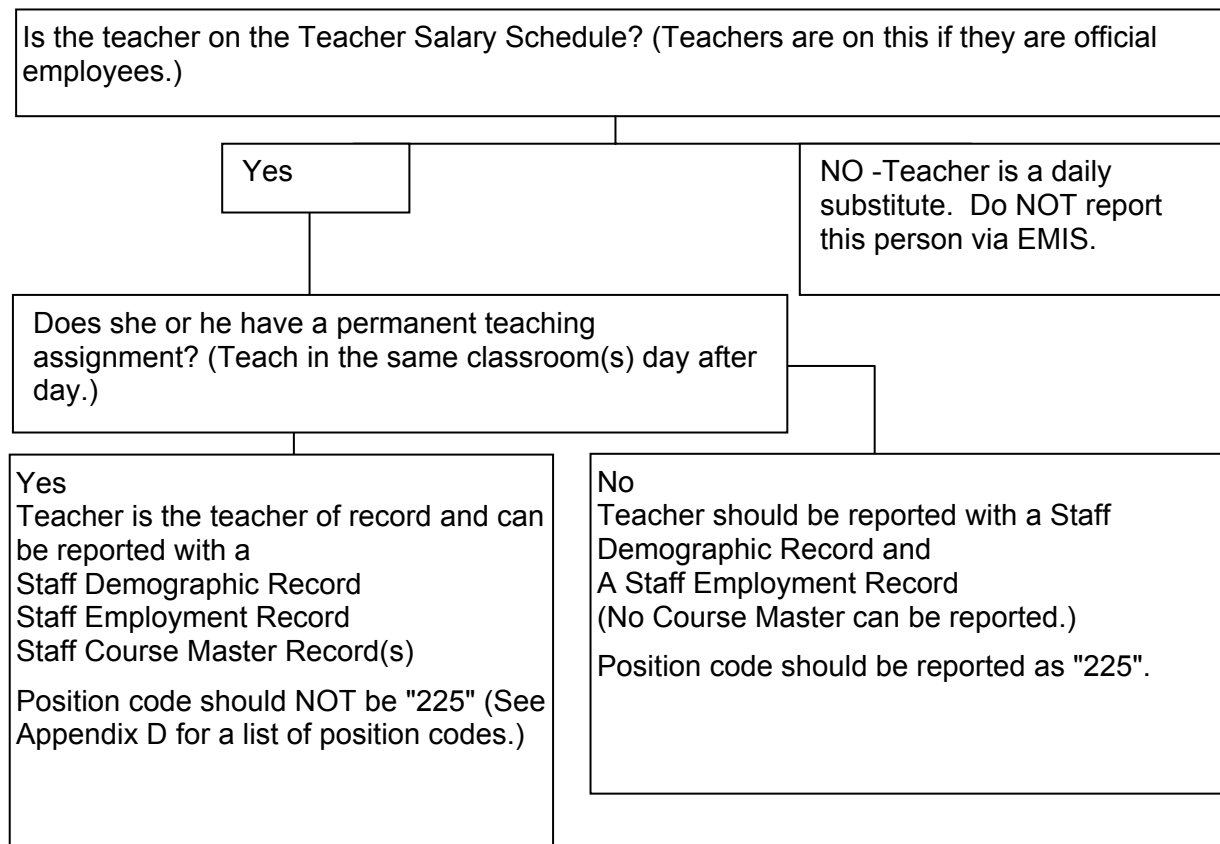 Is the teacher on the Teacher Salary Schedule? (Teachers are on this if they are official
employees.)
Yes
NO -Teacher is a daily
substitute.  Do NOT report
this person via EMIS.
Does she or he have a permanent teaching
assignment? (Teach in the same classroom(s) day after
day.)
Yes
Teacher is the teacher of record and can
be reported with a
Staff Demographic Record
Staff Employment Record
Staff Course Master Record(s)
Position code should NOT be "225" (See
Appendix D for a list of position codes.)
No
Teacher should be reported with a Staff
Demographic Record and
A Staff Employment Record
(No Course Master can be reported.)
Position code should be reported as "225".